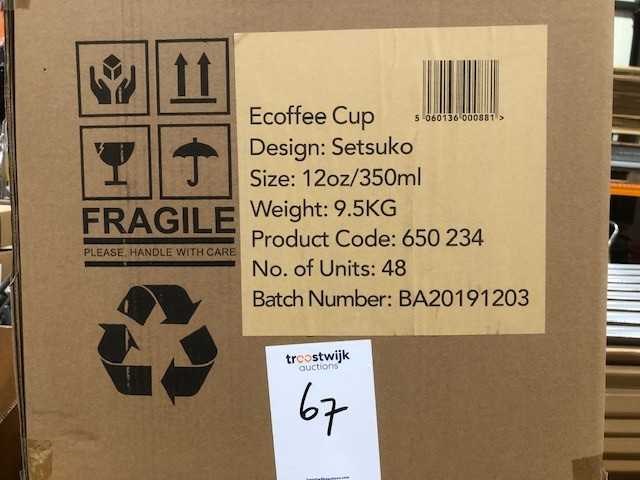 FRAGILE
PLEASE, HANDLE WITH CARE
5 060136 000881 >
Ecoffee Cup
Design: Setsuko
Size: 12oz/350ml
Weight: 9.5KG
Product Code: 650 234
No. of Units: 48
Batch Number: BA20191203
troostwijk
auctions
67